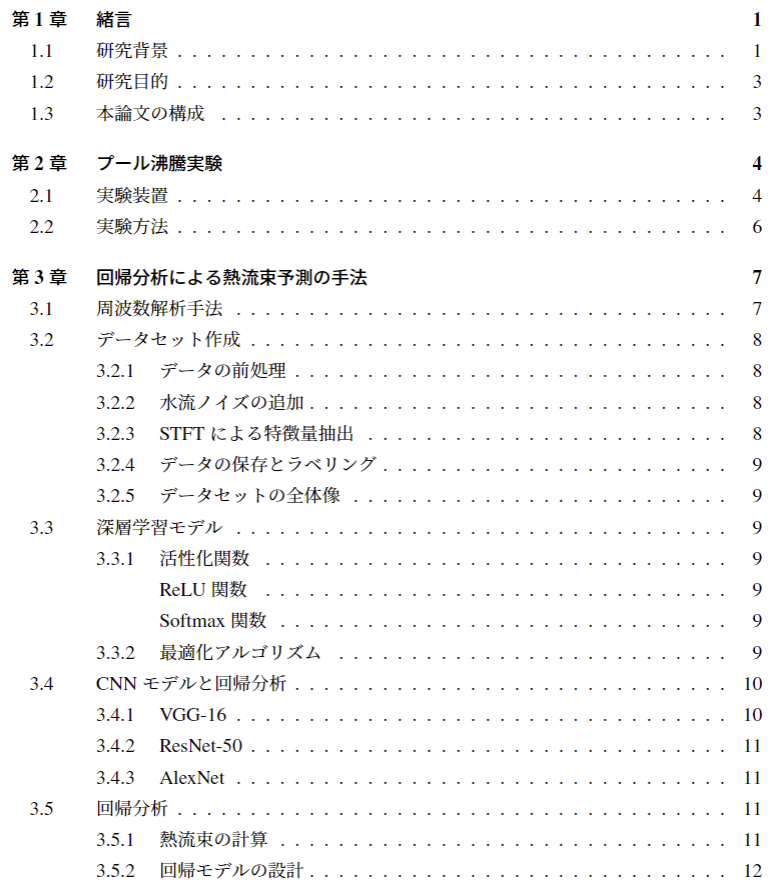 第1章 緒言 1
1.1 研究背景 . . . . . . . . . . . . . . . . . . . . . . . . . . . . . . . . . . . . . . 1
1.2 研究目的 . . . . . . . . . . . . . . . . . . . . . . . . . . . . . . . . . . . . . . 3
1.3 本論文の構成 . . . . . . . . . . . . . . . . . . . . . . . . . . . . . . . . . . . 3
第2章 プール沸騰実験 4
2.1 実験装置 . . . . . . . . . . . . . . . . . . . . . . . . . . . . . . . . . . . . . . 4
2.2 実験方法 . . . . . . . . . . . . . . . . . . . . . . . . . . . . . . . . . . . . . . 6
第3章 回帰分析による熱流束予測の手法 7
3.1 周波数解析手法 . . . . . . . . . . . . . . . . . . . . . . . . . . . . . . . . . . 7
3.2 データセット作成 . . . . . . . . . . . . . . . . . . . . . . . . . . . . . . . . . 8
3.2.1 データの前処理 . . . . . . . . . . . . . . . . . . . . . . . . . . . . . . 8
3.2.2 水流ノイズの追加 . . . . . . . . . . . . . . . . . . . . . . . . . . . . . 8
3.2.3 STFT による特徴量抽出 . . . . . . . . . . . . . . . . . . . . . . . . . 8
3.2.4 データの保存とラベリング . . . . . . . . . . . . . . . . . . . . . . . . 9
3.2.5 データセットの全体像 . . . . . . . . . . . . . . . . . . . . . . . . . . 9
3.3 深層学習モデル . . . . . . . . . . . . . . . . . . . . . . . . . . . . . . . . . . 9
3.3.1 活性化関数 . . . . . . . . . . . . . . . . . . . . . . . . . . . . . . . . 9
ReLU 関数 . . . . . . . . . . . . . . . . . . . . . . . . . . . . . . . . 9
Softmax 関数 . . . . . . . . . . . . . . . . . . . . . . . . . . . . . . . 9
3.3.2 最適化アルゴリズム . . . . . . . . . . . . . . . . . . . . . . . . . . . 9
3.4 CNN モデルと回帰分析 . . . . . . . . . . . . . . . . . . . . . . . . . . . . . . 10
3.4.1 VGG-16 . . . . . . . . . . . . . . . . . . . . . . . . . . . . . . . . . . 10
3.4.2 ResNet-50 . . . . . . . . . . . . . . . . . . . . . . . . . . . . . . . . . 11
3.4.3 AlexNet . . . . . . . . . . . . . . . . . . . . . . . . . . . . . . . . . . 11
3.5 回帰分析 . . . . . . . . . . . . . . . . . . . . . . . . . . . . . . . . . . . . . . 11
3.5.1 熱流束の計算 . . . . . . . . . . . . . . . . . . . . . . . . . . . . . . . 11
3.5.2 回帰モデルの設計 . . . . . . . . . . . . . . . . . . . . . . . . . . . . . 12